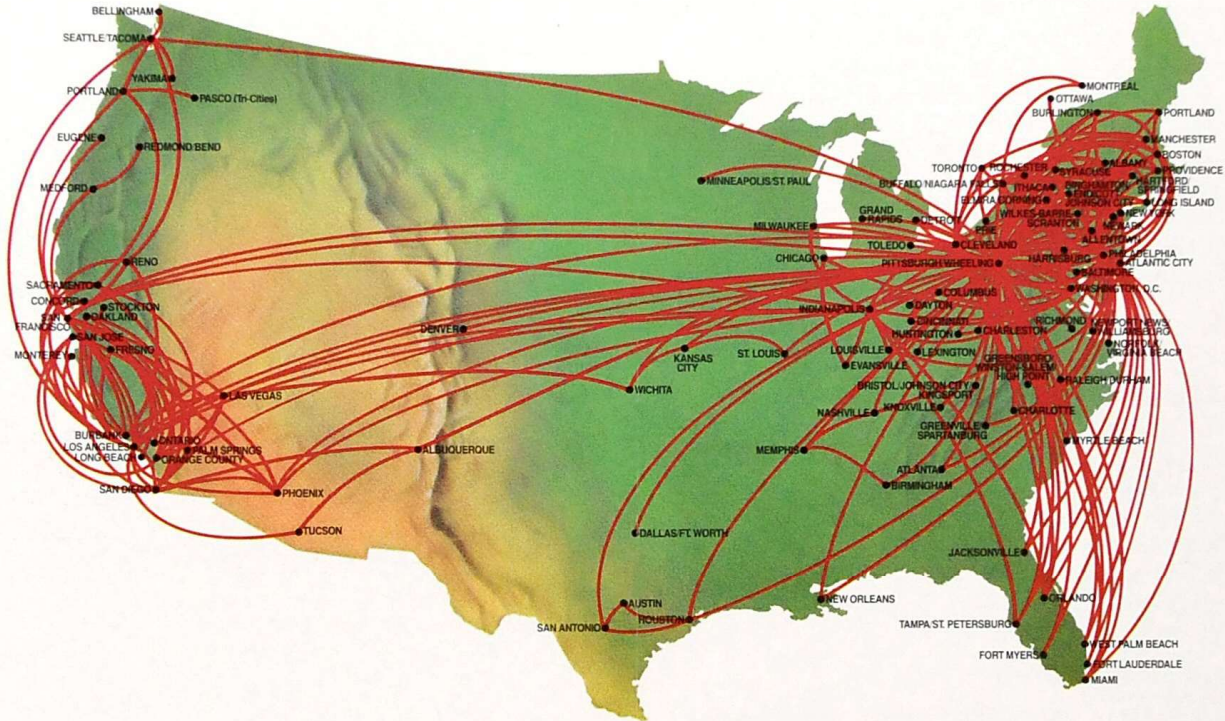 BELLINGHAM
SEATTLE/TACOMA
YAKIMA
PORTLAND
PASCO (Tri-Cities)
EUGENE
REDMOND/BEND
MEDFORD
RENO
SACRAMENTO
CONCORD
STOCKTON
OAKLAND
SAN
FRANCISCO
SAN JOSE
MONTEREY
FRESNO
LAS VEGAS
BURBANK
LOS ANGELES
ONTARIO
PALM SPRINGS
LONG BEACH
ORANGE COUNTY
SAN DIEGO
PHOENIX
TUCSON
ALBUQUERQUE
DENVER
WICHITA
KANSAS
CITY
ST. LOUIS
MINNEAPOLIS/ST. PAUL
MILWAUKEE
CHICAGO
GRAND
RAPIDS
DETROIT
TOLEDO
CLEVELAND
PITTSBURGH/WHEELING
COLUMBUS
DAYTON
INDIANAPOLIS
CINCINNATI
HUNTINGTON
CHARLESTON
LOUISVILLE
LEXINGTON
EVANSVILLE
BRISTOL/JOHNSON CITY/
KINGSPORT
NASHVILLE
KNOXVILLE
GREENVILLE
SPARTANBURG
MEMPHIS
ATLANTA
BIRMINGHAM
DALLAS/FT. WORTH
AUSTIN
SAN ANTONIO
HOUSTON
NEW ORLEANS
JACKSONVILLE
ORLANDO
TAMPA/ST. PETERSBURG
FORT MYERS
WEST PALM BEACH
FORT LAUDERDALE
MIAMI
MYRTLE BEACH
CHARLOTTE
GREENSBORO/
WINSTON-SALEM
HIGH POINT
RALEIGH/DURHAM
NORFOLK/
VIRGINIA BEACH
NEWPORT NEWS
WILLIAMSBURG
RICHMOND
WASHINGTON, D.C.
BALTIMORE
ATLANTIC CITY
PHILADELPHIA
HARRISBURG
ALLENTOWN
NEWARK
NEW YORK
LONG ISLAND
WILKES-BARRE
SCRANTON
ERIE
ELMIRA/CORNING
BINGHAMTON
ENDICOTT
JOHNSON CITY
ITHACA
BUFFALO/NIAGARA FALLS
SYRACUSE
ROCHESTER
TORONTO
ALBANY
HARTFORD
SPRINGFIELD
PROVIDENCE
BOSTON
MANCHESTER
PORTLAND
BURLINGTON
OTTAWA
MONTREAL